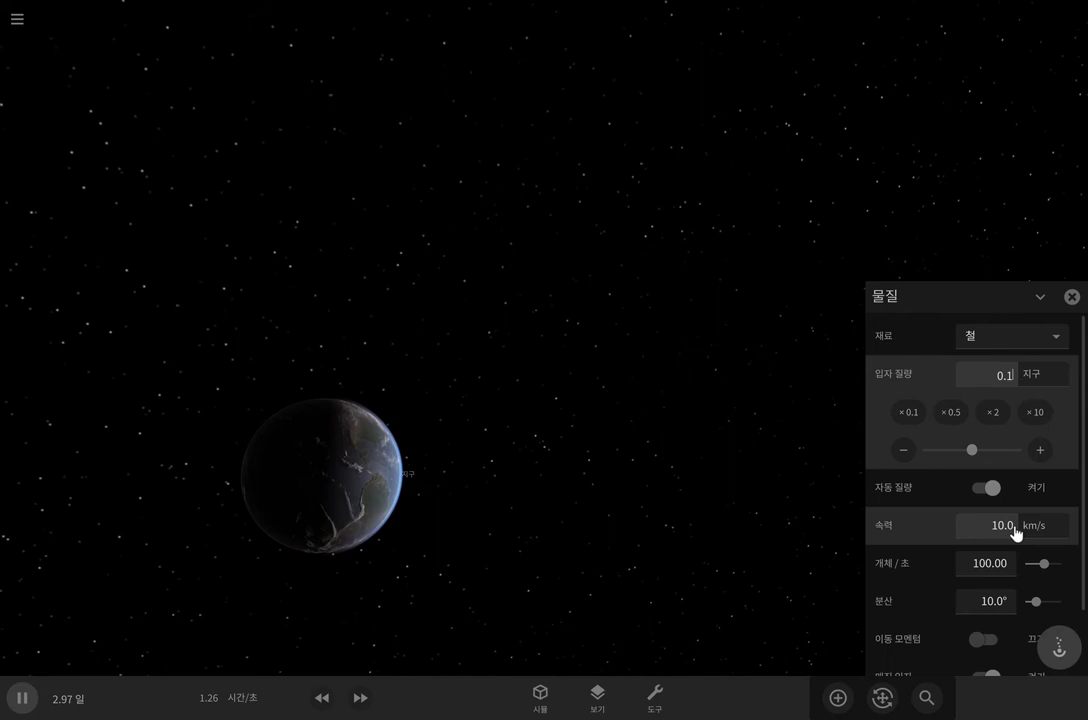 물질
재료
철
입자 질량
0.1
지구
× 0.1
× 0.5
× 2
× 10
자동 질량
켜기
속력
10.0
km/s
개체 / 초
100.00
분산
10.0°
이동 모멘텀
지구
2.97 일
1.26 시간/초
시뮬
보기
도구